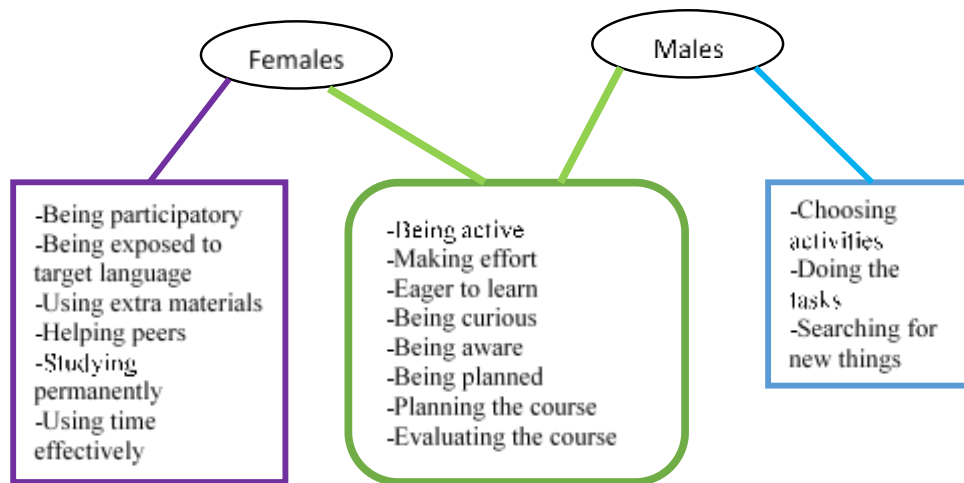 Females
Males
-Being participatory
-Being exposed to
target language
-Using extra materials
-Helping peers
-Studying
permanently
-Using time
effectively
-Being active
-Making effort
-Eager to learn
-Being curious
-Being aware
-Being planned
-Planning the course
-Evaluating the course
-Choosing
activities
-Doing the
tasks
-Searching for
new things